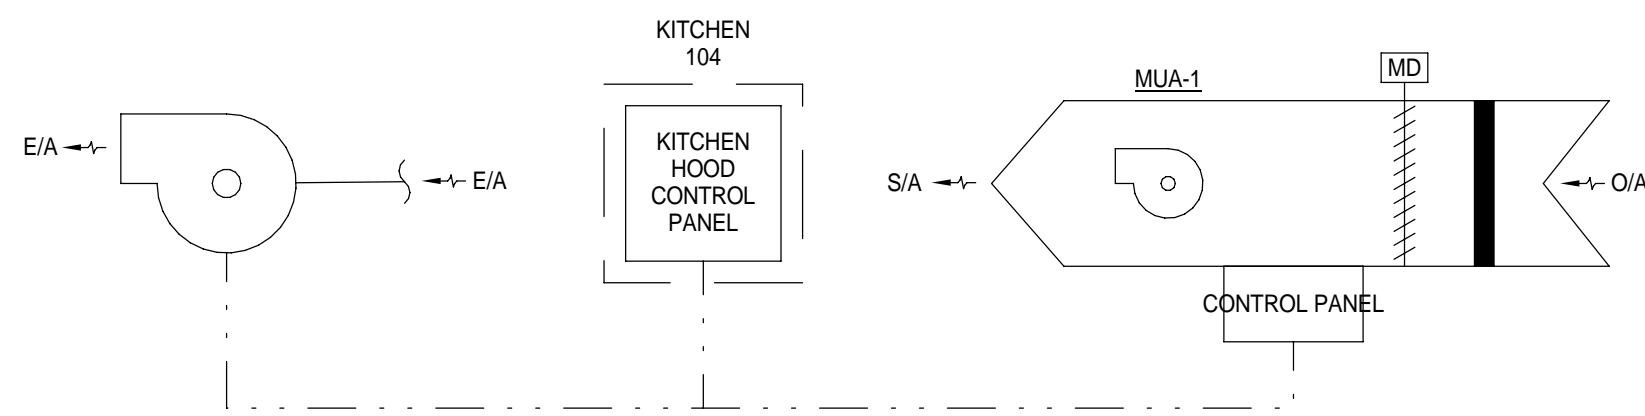 KITCHEN
104
MUA-1
MD
E/A
E/A
KITCHEN
HOOD
CONTROL
PANEL
S/A
O/A
CONTROL PANEL